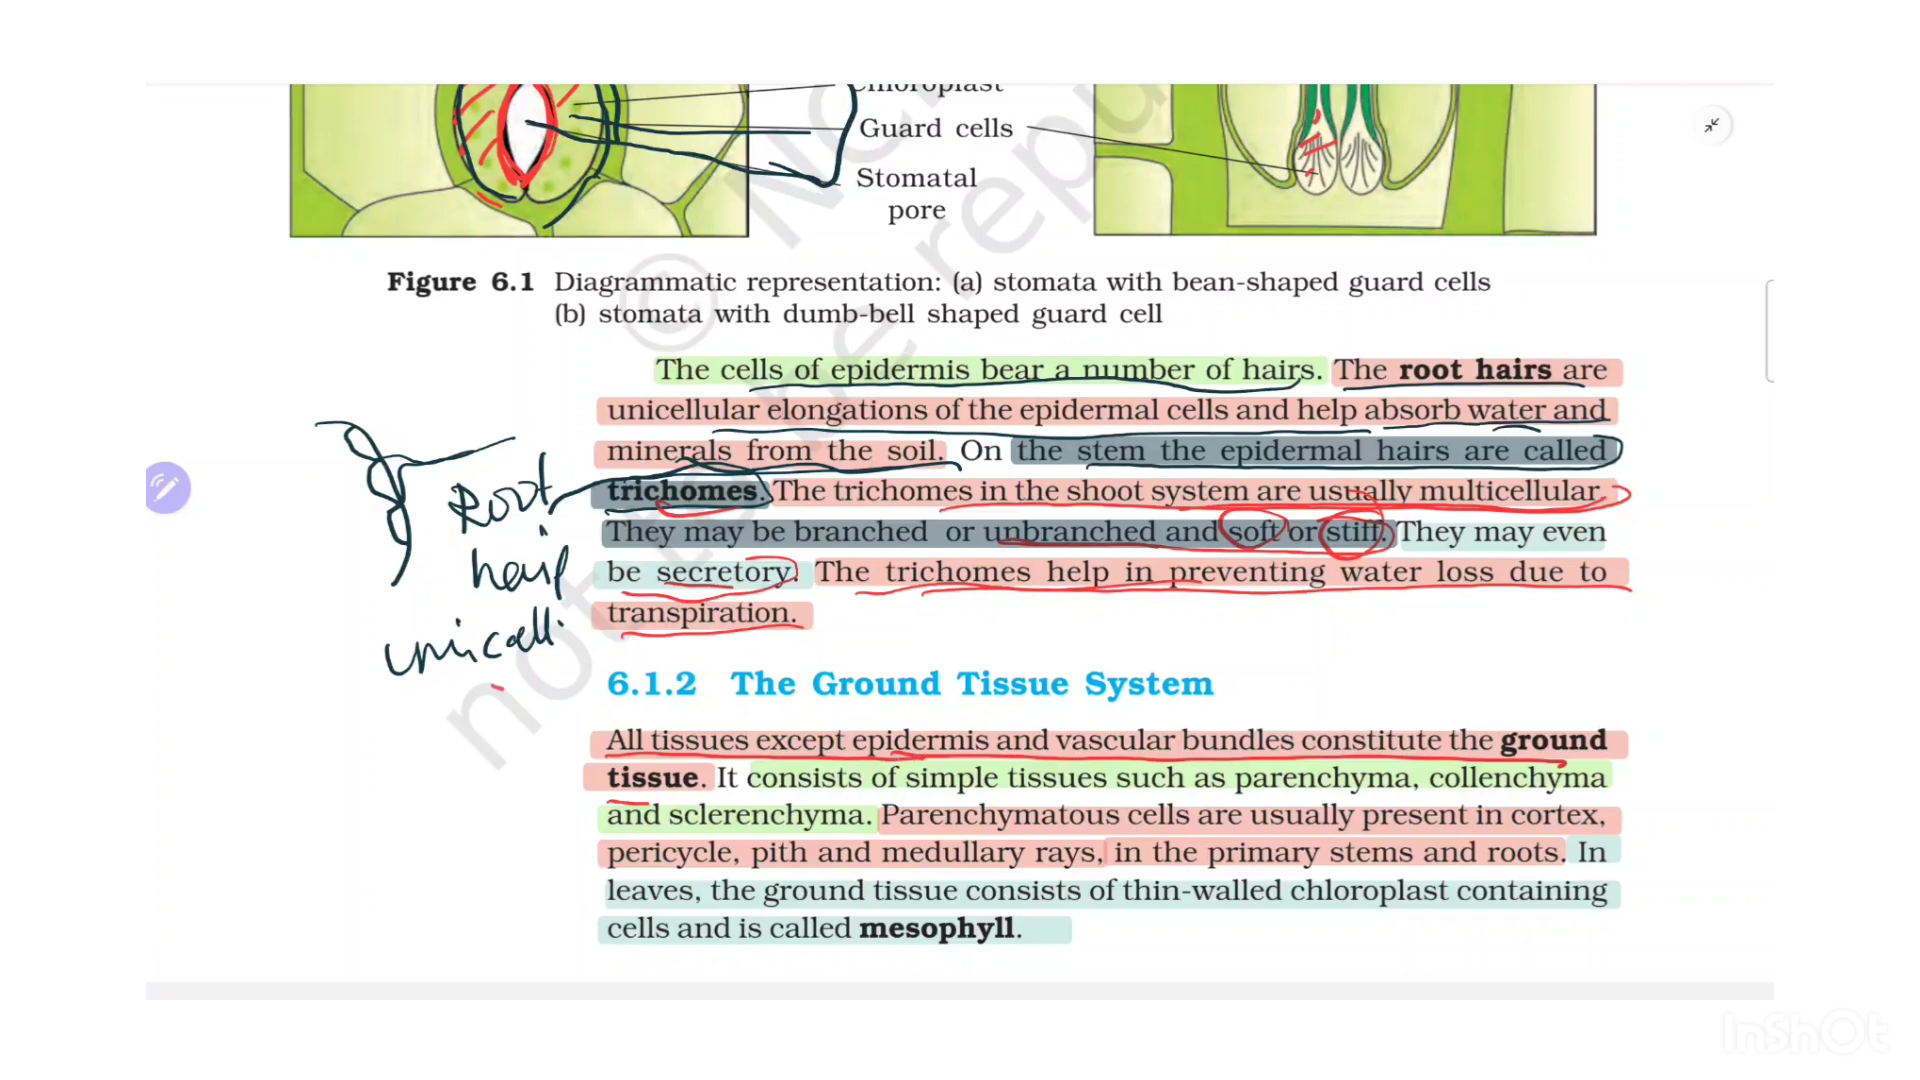 Chloroplast
Guard cells
Stomatal
pore
Figure 6.1 Diagrammatic representation: (a) stomata with bean-shaped guard cells
(b) stomata with dumb-bell shaped guard cell
The cells of epidermis bear a number of hairs. The root hairs are
unicellular elongations of the epidermal cells and help absorb water and
minerals from the soil. On the stem the epidermal hairs are called
trichomes. The trichomes in the shoot system are usually multicellular.
They may be branched or unbranched and soft or stiff. They may even
be secretory. The trichomes help in preventing water loss due to
transpiration.
Root
hair
unicell
6.1.2 The Ground Tissue System
All tissues except epidermis and vascular bundles constitute the ground
tissue. It consists of simple tissues such as parenchyma, collenchyma
and sclerenchyma. Parenchymatous cells are usually present in cortex,
pericycle, pith and medullary rays, in the primary stems and roots. In
leaves, the ground tissue consists of thin-walled chloroplast containing
cells and is called mesophyll.
InShOt